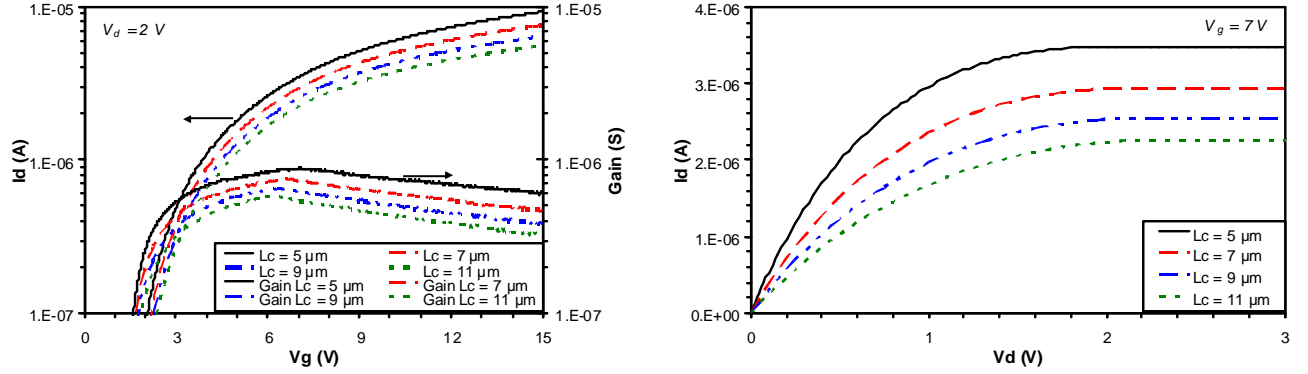 1.E-05
1.E-06
1.E-07
Id (A)
V_d = 2 V
1.E-05
1.E-06
1.E-07
Gain (S)
Lc = 5 µm
Lc = 7 µm
Lc = 9 µm
Lc = 11 µm
Gain Lc = 5 µm
Gain Lc = 7 µm
Gain Lc = 9 µm
Gain Lc = 11 µm
0 3 6 9 12 15
Vg (V)
4.E-06
3.E-06
2.E-06
1.E-06
0.E+00
Id (A)
V_g = 7 V
Lc = 5 µm
Lc = 7 µm
Lc = 9 µm
Lc = 11 µm
0 1 2 3
Vd (V)